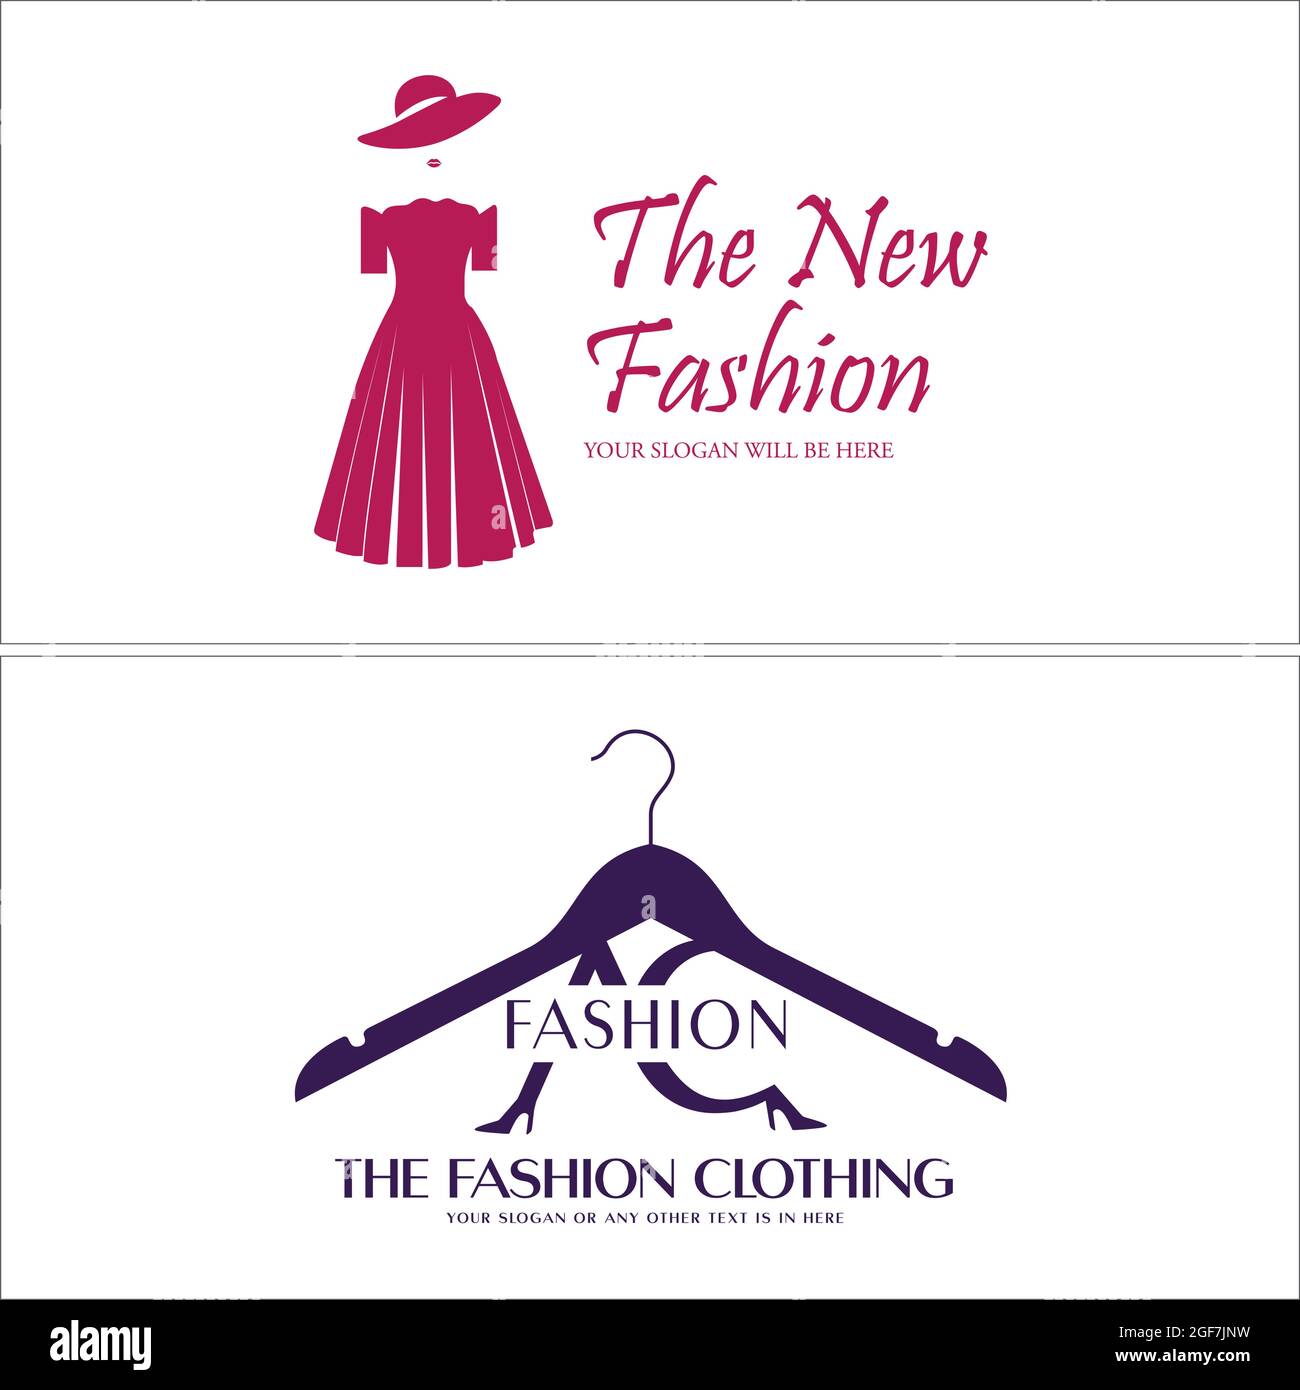 The New
Fashion
YOUR SLOGAN WILL BE HERE
AC
FASHION
THE FASHION CLOTHING
YOUR SLOGAN OR ANY OTHER TEXT IS IN HERE
alamy
Image ID: 2GF7JNW
www.alamy.com